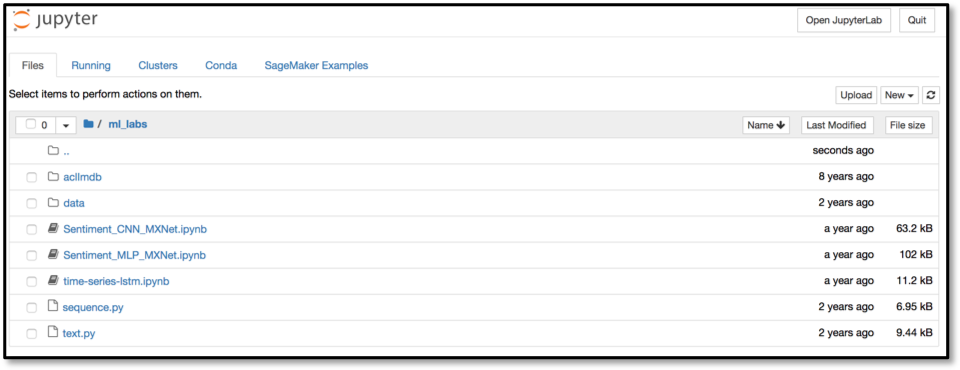 jupyter Open JupyterLab Quit
Files Running Clusters Conda SageMaker Examples
Select items to perform actions on them. Upload New
0 / ml_labs Name Last Modified File size
.. seconds ago
aclImdb 8 years ago
data 2 years ago
Sentiment_CNN_MXNet.ipynb a year ago 63.2 kB
Sentiment_MLP_MXNet.ipynb a year ago 102 kB
time-series-lstm.ipynb a year ago 11.2 kB
sequence.py 2 years ago 6.95 kB
text.py 2 years ago 9.44 kB